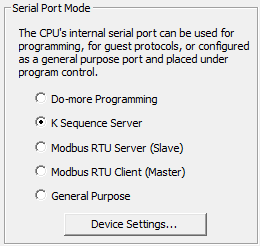 Serial Port Mode
The CPU's internal serial port can be used for
programming, for guest protocols, or configured
as a general purpose port and placed under
program control.
Do-more Programming
K Sequence Server
Modbus RTU Server (Slave)
Modbus RTU Client (Master)
General Purpose
Device Settings...